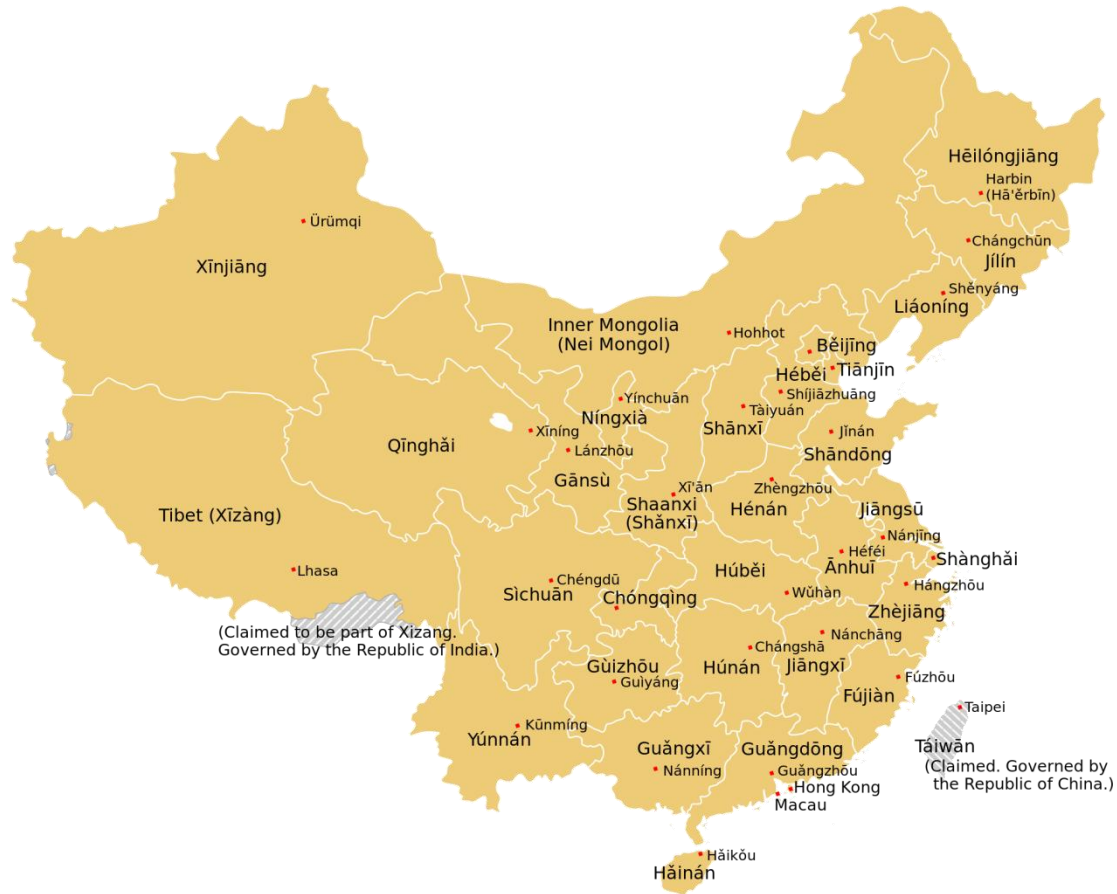 Hēilóngjiāng
Harbin
(Hā'ěrbīn)
Ürümqi
Chángchūn
Jílín
Xīnjiāng
Shěnyáng
Liáoníng
Inner Mongolia
(Nei Mongol)
Hohhot
Běijīng
Tiānjīn
Héběi
Shíjiāzhuāng
Yínchuān
Níngxià
Tàiyuán
Shānxī
Xīníng
Jǐnán
Qīnghǎi
Lánzhōu
Shāndōng
Gānsù
Xī'ān
Zhèngzhōu
Shaanxi
(Shǎnxī)
Hénán
Jiāngsū
Tibet (Xīzàng)
Nánjīng
Héféi
Ānhuī
Shànghǎi
Lhasa
Húběi
Chéngdū
Sìchuān
Chóngqìng
Wǔhàn
Hángzhōu
Zhèjiāng
(Claimed to be part of Xizang.
Governed by the Republic of India.)
Nánchāng
Chángshā
Húnán
Jiāngxī
Gùizhōu
Guìyáng
Fúzhōu
Fújiàn
Taipei
Kūnmíng
Yúnnán
Guǎngxī
Guǎngdōng
Táiwān
(Claimed. Governed by
the Republic of China.)
Nánníng
Guǎngzhōu
Hong Kong
Macau
Hǎikǒu
Hǎinán